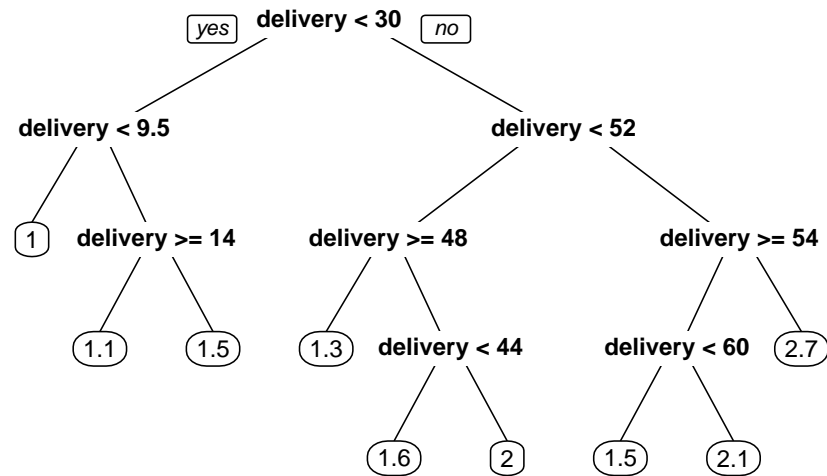 yes delivery < 30 no
delivery < 9.5 delivery < 52
1 delivery >= 14 delivery >= 48 delivery >= 54
1.1 1.5 1.3 delivery < 44 delivery < 60 2.7
1.6 2 1.5 2.1